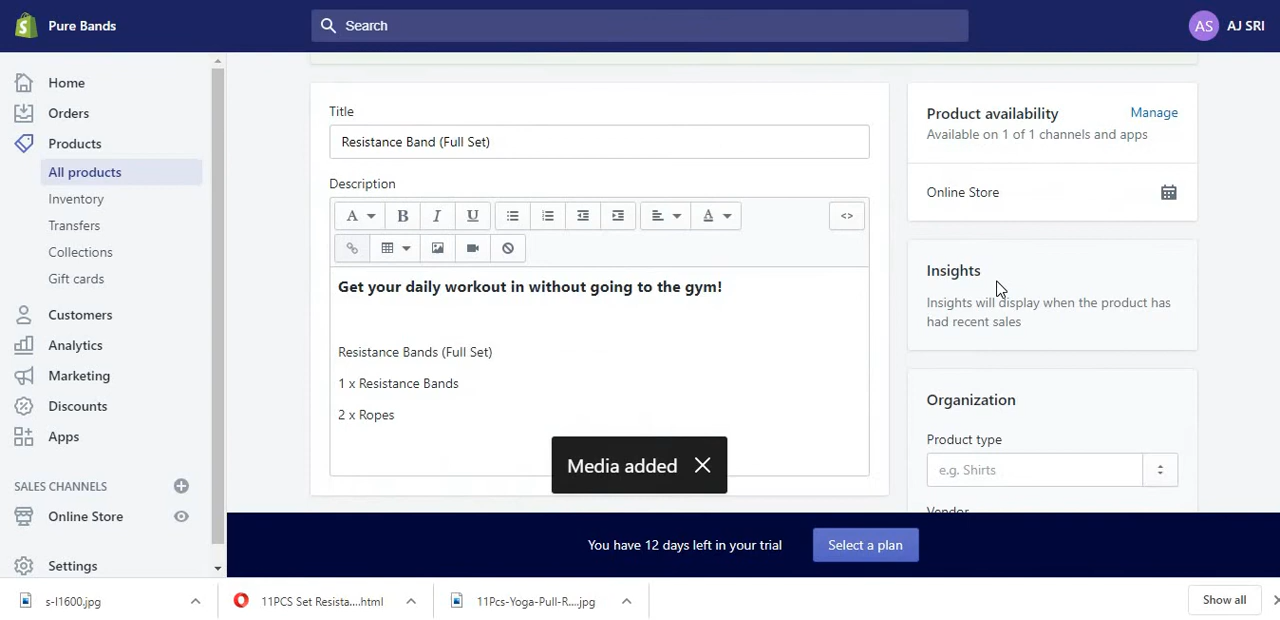 Pure Bands
Search
AS AJ SRI
Home
Orders
Products
All products
Inventory
Transfers
Collections
Gift cards
Customers
Analytics
Marketing
Discounts
Apps
SALES CHANNELS
Online Store
Settings
Title
Resistance Band (Full Set)
Description
A B I U A <>
Get your daily workout in without going to the gym!
Resistance Bands (Full Set)
1 x Resistance Bands
2 x Ropes
Media added
Product availability Manage
Available on 1 of 1 channels and apps
Online Store
Insights
Insights will display when the product has
had recent sales
Organization
Product type
e.g. Shirts
Vendor
You have 12 days left in your trial Select a plan
s-l1600.jpg
11PCS Set Resista....html
11Pcs-Yoga-Pull-R....jpg
Show all